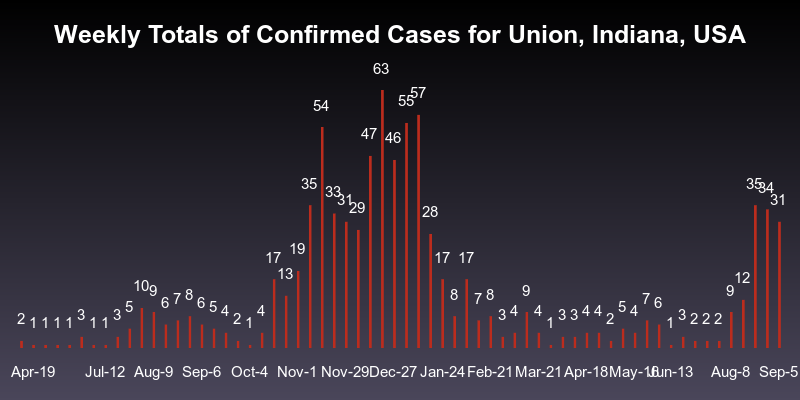 Weekly Totals of Confirmed Cases for Union, Indiana, USA
2 1 1 1 1 3 1 1 3 5 10 9 6 7 8 6 5 4 2 1 4 17 13 19 35 54 33 31 29 47 63 46 55 57 28 17 8 17 7 8 3 4 9 4 1 3 3 4 4 2 5 4 7 6 1 3 2 2 2 9 12 35 34 31
Apr-19 Jul-12 Aug-9 Sep-6 Oct-4 Nov-1 Nov-29 Dec-27 Jan-24 Feb-21 Mar-21 Apr-18 May-16 Jun-13 Aug-8 Sep-5